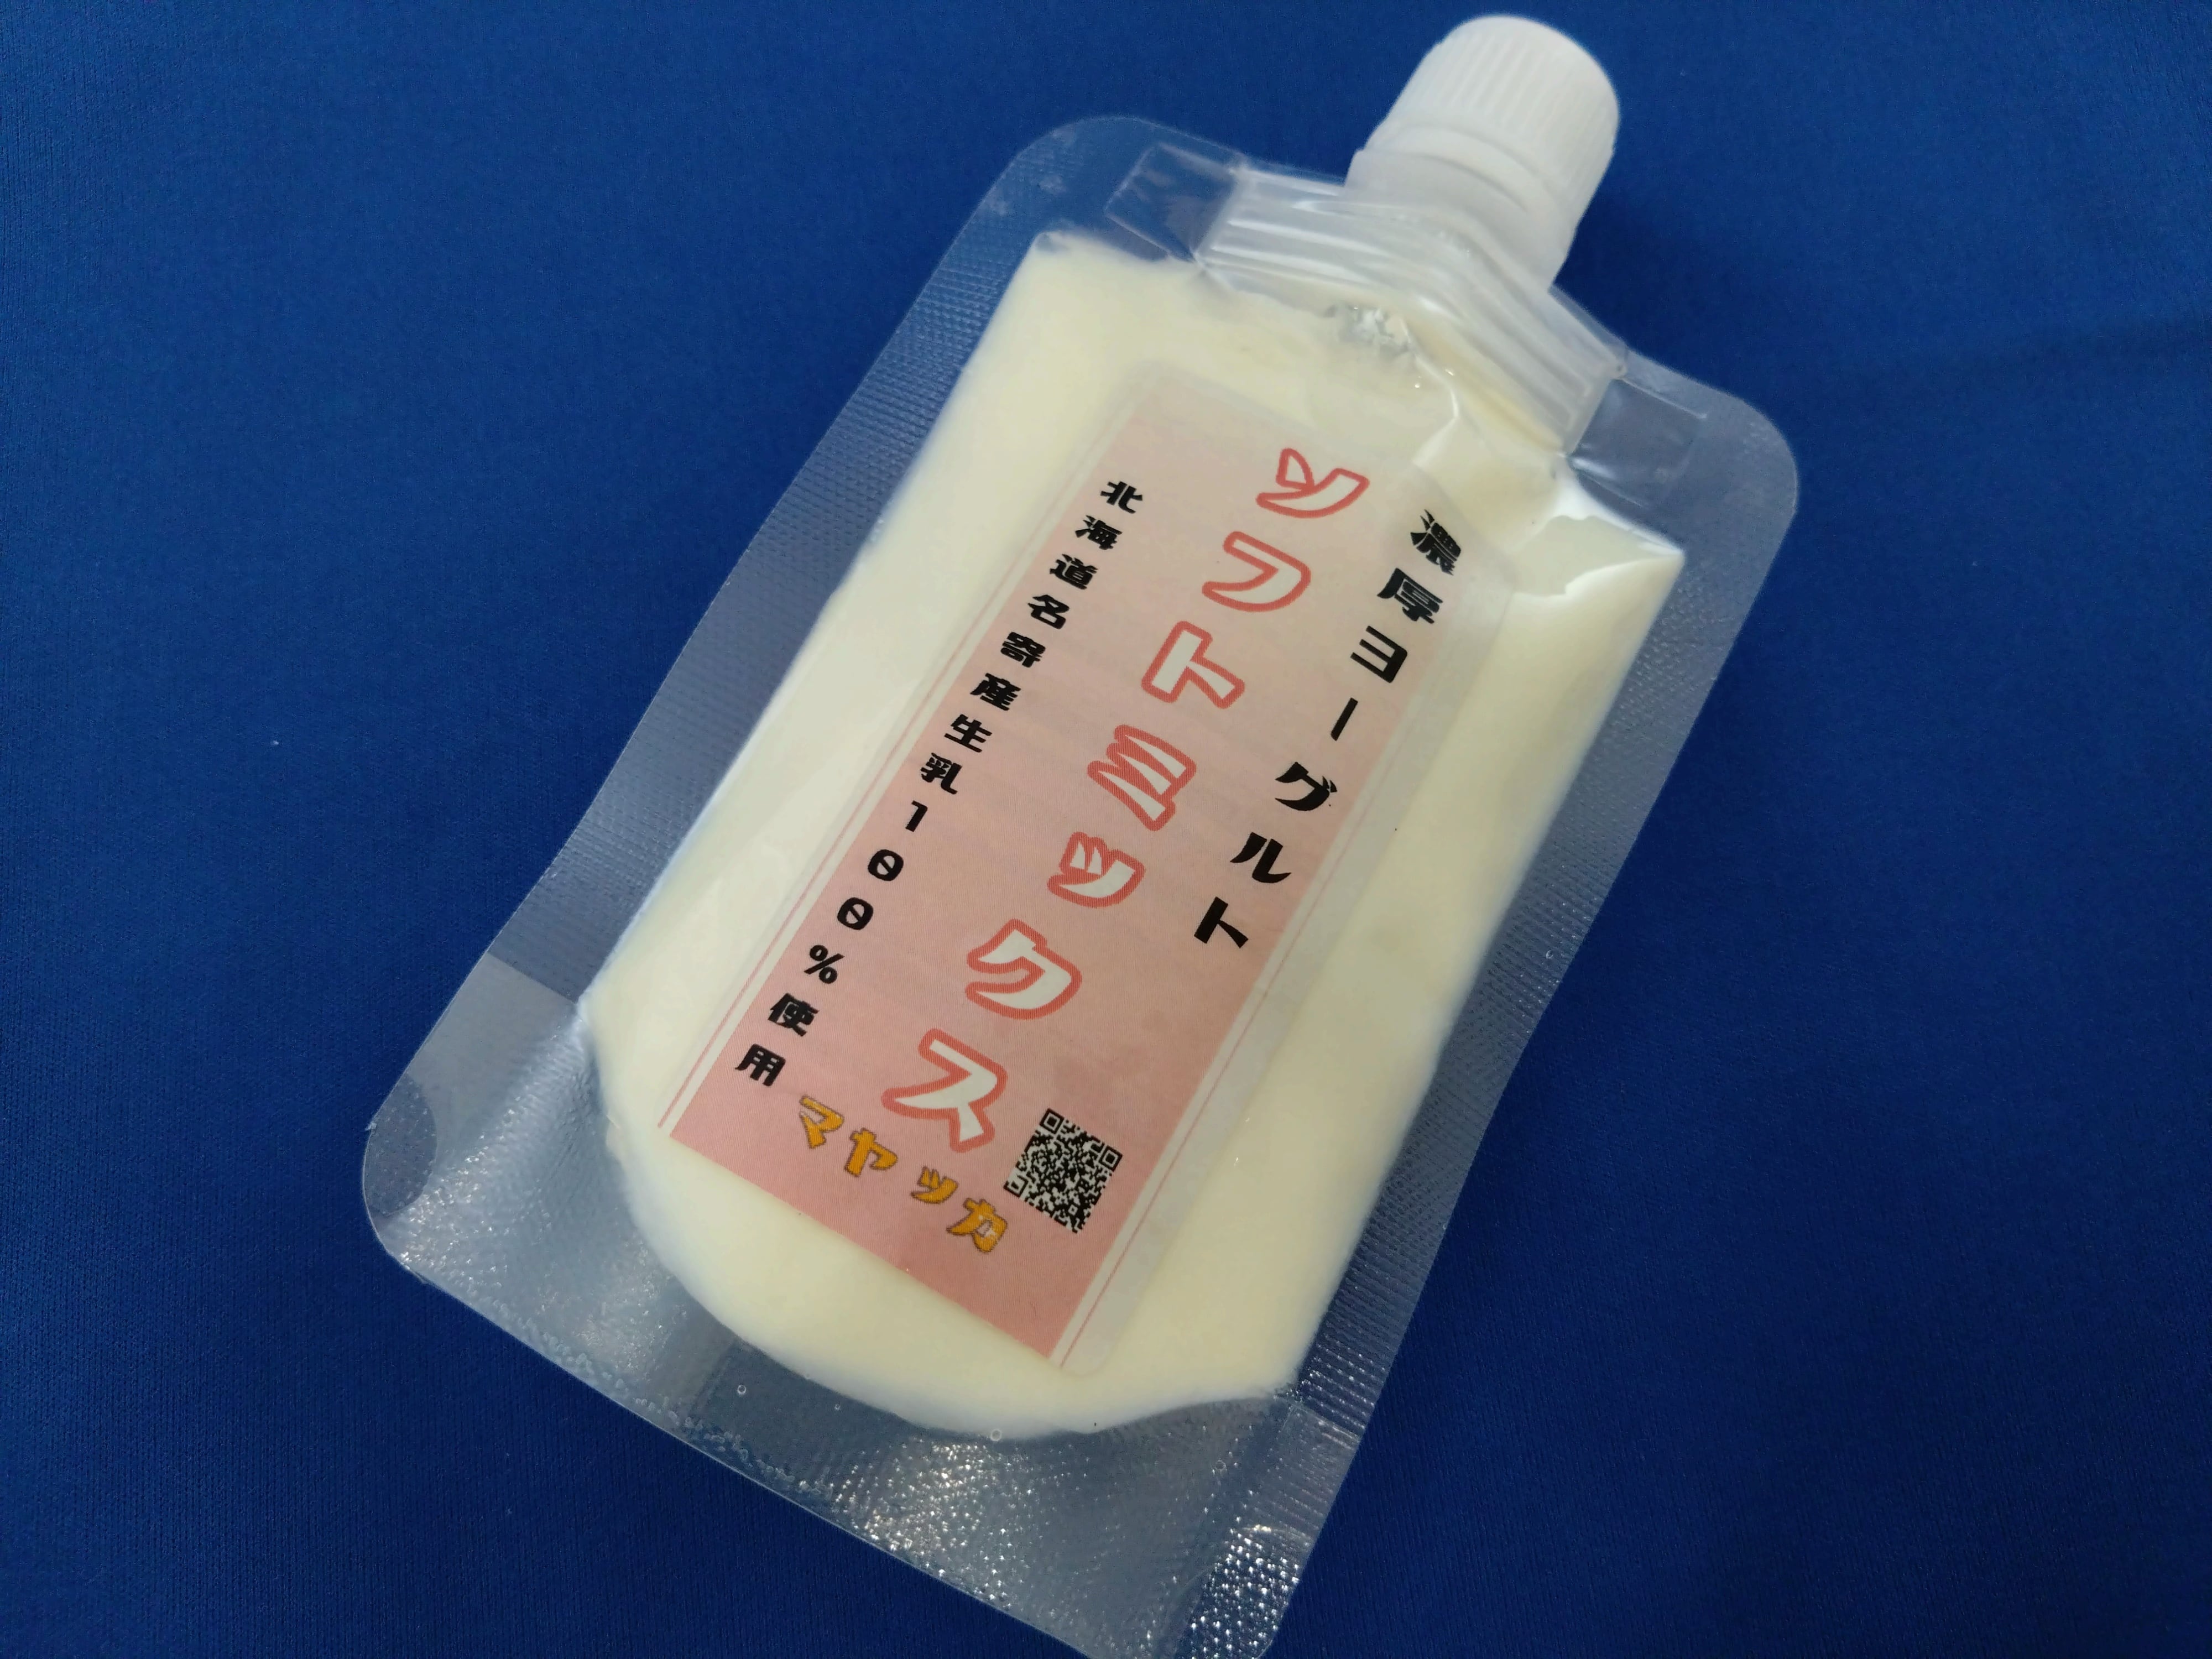 濃厚ヨーグルト
ソフトミックス
北海道名寄産生乳100%使用
マヤッカ